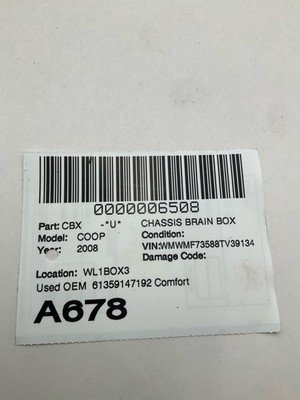 0000006508
Part: CBX -*U* CHASSIS BRAIN BOX
Model: COOP Condition:
Year: 2008 VIN:WMWMF73588TV39134
Damage Code:
Location: WL1BOX3
Used OEM 61359147192 Comfort
A678